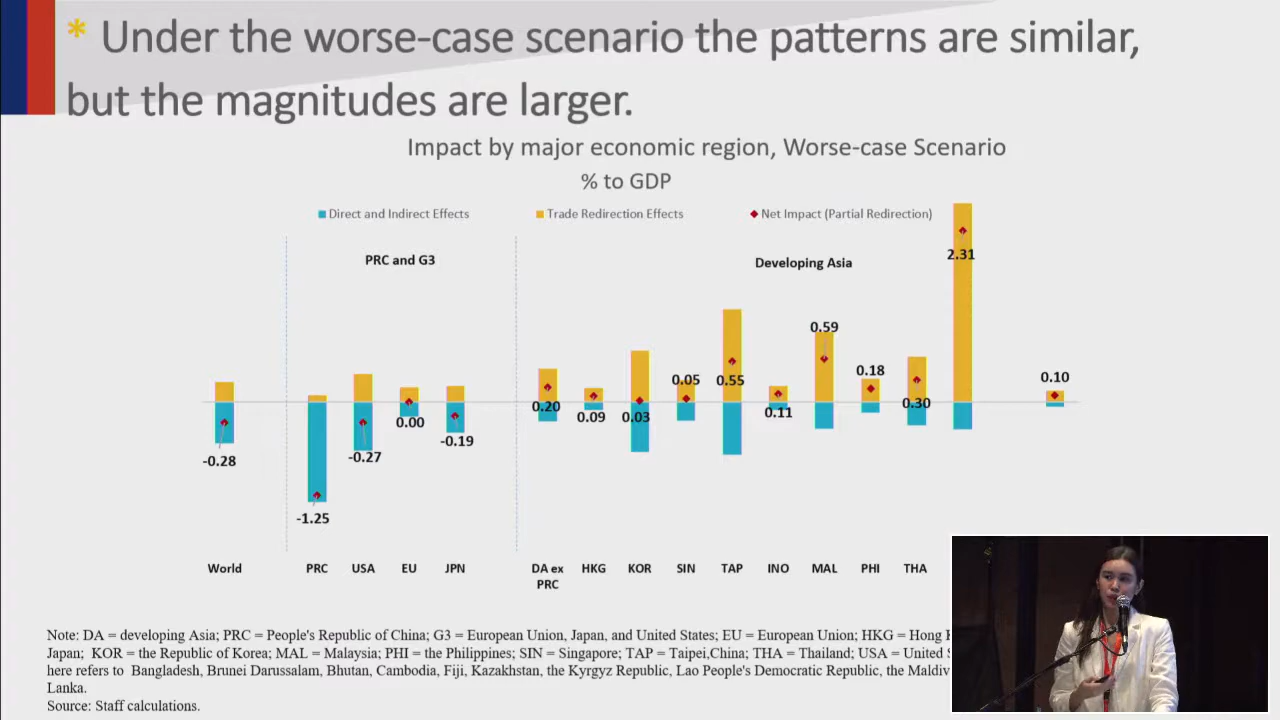 * Under the worse-case scenario the patterns are similar,
but the magnitudes are larger.
Impact by major economic region, Worse-case Scenario
% to GDP
Direct and Indirect Effects
Trade Redirection Effects
Net Impact (Partial Redirection)
PRC and G3
Developing Asia
-0.28
-1.25
-0.27
0.00
-0.19
0.20
0.09
0.03
0.05
0.55
0.11
0.59
0.18
0.30
2.31
0.10
World
PRC
USA
EU
JPN
DA ex
PRC
HKG
KOR
SIN
TAP
INO
MAL
PHI
THA
Note: DA = developing Asia; PRC = People's Republic of China; G3 = European Union, Japan, and United States; EU = European Union; HKG = Hong
Japan; KOR = the Republic of Korea; MAL = Malaysia; PHI = the Philippines; SIN = Singapore; TAP = Taipei,China; THA = Thailand; USA = United
here refers to Bangladesh, Brunei Darussalam, Bhutan, Cambodia, Fiji, Kazakhstan, the Kyrgyz Republic, Lao People's Democratic Republic, the Maldiv
Lanka.
Source: Staff calculations.